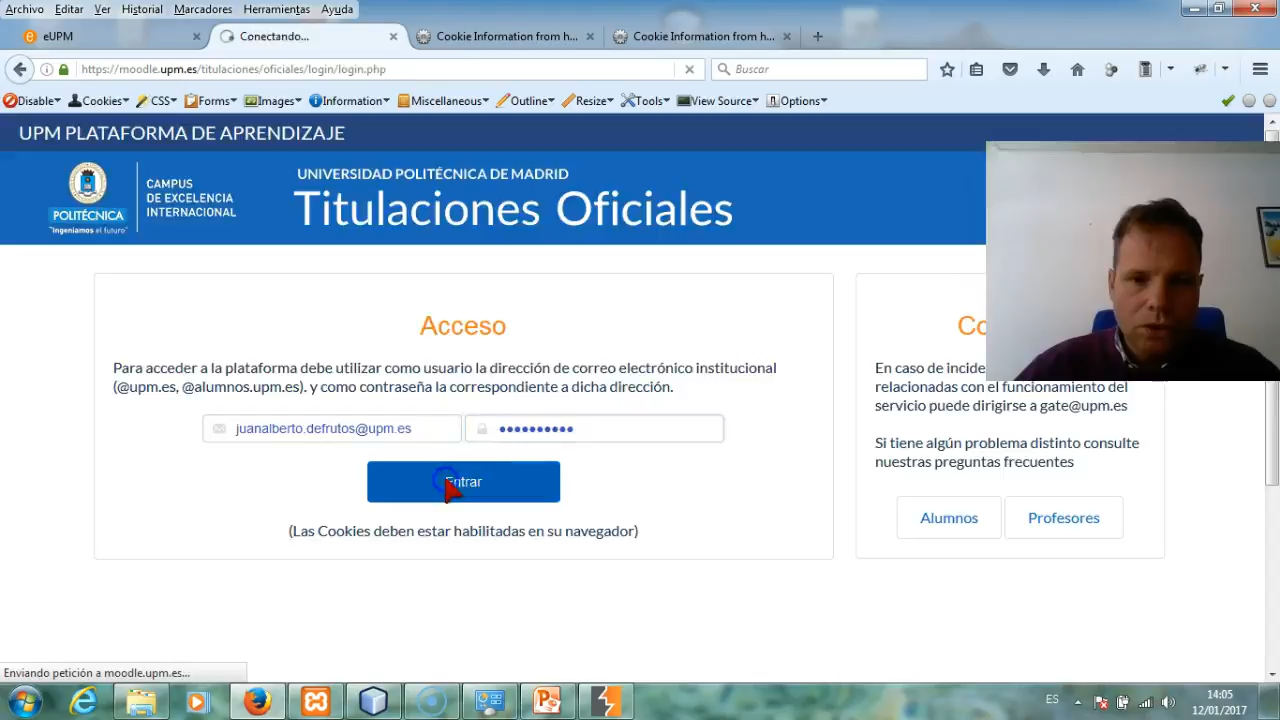 Archivo Editar Ver Historial Marcadores Herramientas Ayuda
eUPM Conectando... Cookie Information from h... Cookie Information from h...
https://moodle.upm.es/titulaciones/oficiales/login/login.php Buscar
Disable Cookies CSS Forms Images Information Miscellaneous Outline Resize Tools View Source Options
UPM PLATAFORMA DE APRENDIZAJE
POLITÉCNICA
"Ingeniamos el futuro"
CAMPUS
DE EXCELENCIA
INTERNACIONAL
UNIVERSIDAD POLITÉCNICA DE MADRID
Titulaciones Oficiales
Acceso
Para acceder a la plataforma debe utilizar como usuario la dirección de correo electrónico institucional
(@upm.es, @alumnos.upm.es). y como contraseña la correspondiente a dicha dirección.
juanalberto.defrutos@upm.es ••••••••••
Entrar
(Las Cookies deben estar habilitadas en su navegador)
Co
En caso de incide
relacionadas con el funcionamiento del
servicio puede dirigirse a gate@upm.es
Si tiene algún problema distinto consulte
nuestras preguntas frecuentes
Alumnos Profesores
Enviando petición a moodle.upm.es...
ES
14:05
12/01/2017